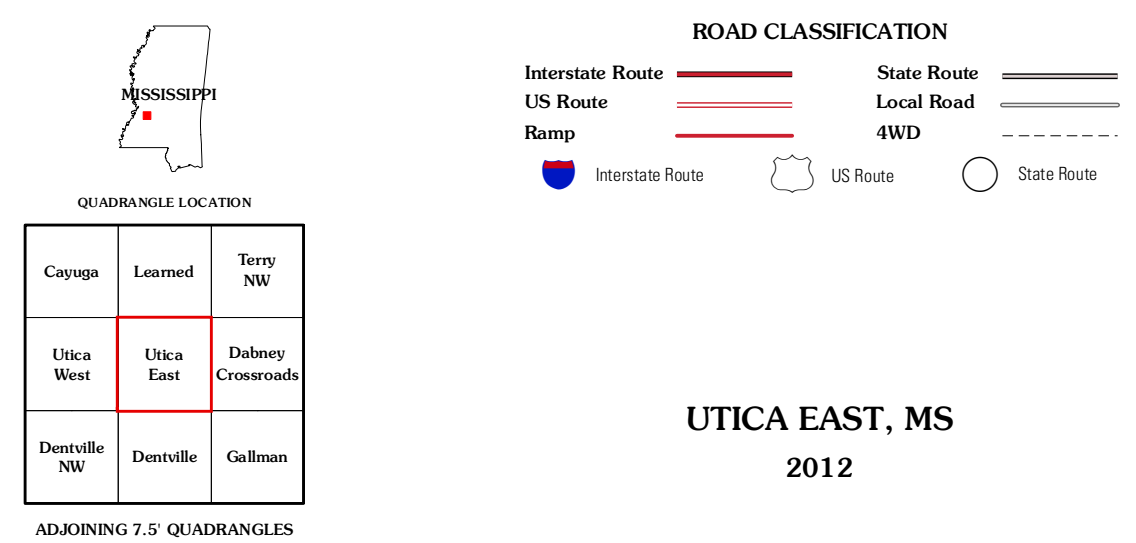 MISSISSIPPI
QUADRANGLE LOCATION
Cayuga
Learned
Terry
NW
Utica
West
Utica
East
Dabney
Crossroads
Dentville
NW
Dentville
Gallman
ADJOINING 7.5' QUADRANGLES
ROAD CLASSIFICATION
Interstate Route
State Route
US Route
Local Road
Ramp
4WD
Interstate Route
US Route
State Route
UTICA EAST, MS
2012